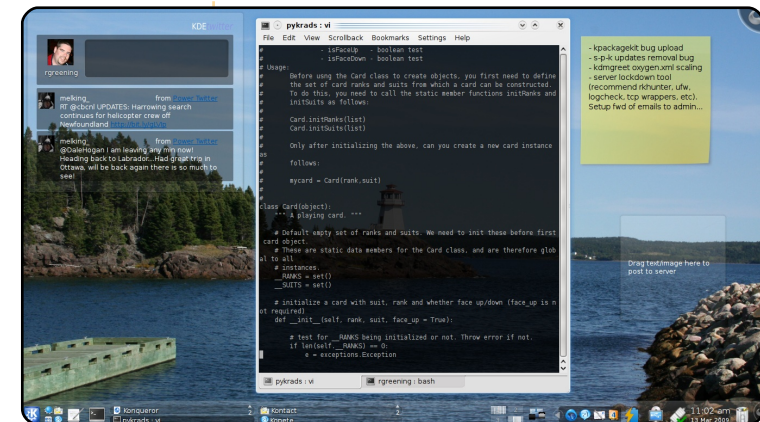 KDE twitter
rgreening
melking_ from Power Twitter
RT @cbcnl UPDATES: Harrowing search
continues for helicopter crew off
Newfoundland
melking_ from Power Twitter
@DaleHogan I am leaving any min now!
Heading back to Labrador...Had great trip in
Ottawa, will be back again there is so much to
see!
pykrads : vi
File Edit View Scrollback Bookmarks Settings Help
# - isFaceUp - boolean test
# - isFaceDown - boolean test
# Usage:
# Before using the Card class to create objects, you first need to define
# the set of card ranks and suits from which a card can be constructed.
# To do this, you need to call the static member functions initRanks and
# initSuits as follows:
#
# Card.initRanks(list)
# Card.initSuits(list)
#
# Only after initializing the above, can you create a new card instance
as
# follows:
#
# mycard = Card(rank,suit)
#
#
class Card(object):
""" A playing card. """
# Default empty set of ranks and suits. We need to init these before first
card object.
# These are static data members for the Card class, and are therefore glob
al to all
# instances.
__RANKS = set()
__SUITS = set()
# initialize a card with suit, rank and whether face up/down (face_up is n
ot required)
def __init__(self, rank, suit, face_up = True):
# test for __RANKS being initialized or not. Throw error if not.
if len(self.__RANKS) == 0:
e = exceptions.Exception
pykrads : vi
rgreening : bash
- kpackagekit bug upload
- s-p-k updates removal bug
- kdmgreet oxygen.xml scaling
- server lockdown tool
(recommend rkhunter, ufw,
logcheck, tcp wrappers, etc).
Setup fwd of emails to admin...
Drag text/image here to
post to server
Konqueror
pykrads : vi
2
Kontact
Kopete
2
11:02 am
13 Mar 2009